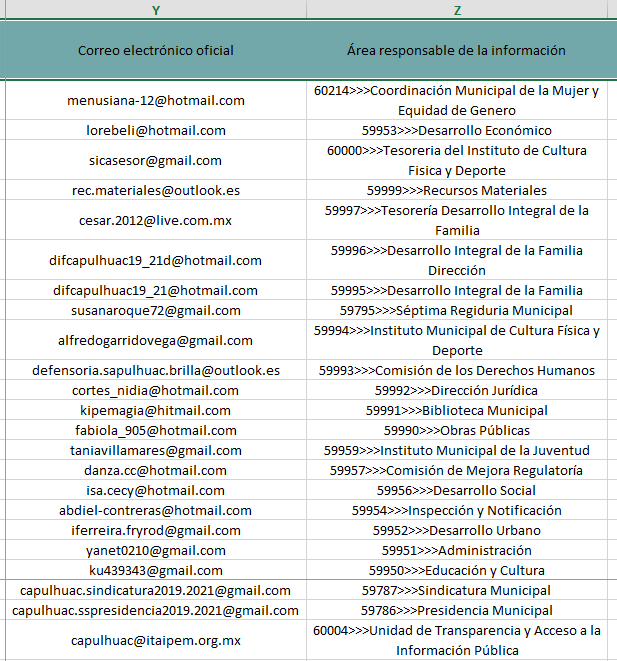 Y Z
Correo electrónico oficial Área responsable de la información
menusiana-12@hotmail.com 60214>>>Coordinación Municipal de la Mujer y
Equidad de Genero
lorebeli@hotmail.com 59953>>>Desarrollo Económico
sicasesor@gmail.com 60000>>>Tesoreria del Instituto de Cultura
Fisica y Deporte
rec.materiales@outlook.es 59999>>>Recursos Materiales
cesar.2012@live.com.mx 59997>>>Tesorería Desarrollo Integral de la
Familia
difcapulhuac19_21d@hotmail.com 59996>>>Desarrollo Integral de la Familia
Dirección
difcapulhuac19_21@hotmail.com 59995>>>Desarrollo Integral de la Familia
susanaroque72@gmail.com 59795>>>Séptima Regiduria Municipal
alfredogarridovega@gmail.com 59994>>>Instituto Municipal de Cultura Física y
Deporte
defensoria.sapulhuac.brilla@outlook.es 59993>>>Comisión de los Derechos Humanos
cortes_nidia@hotmail.com 59992>>>Dirección Jurídica
kipemagia@hitmail.com 59991>>>Biblioteca Municipal
fabiola_905@hotmail.com 59990>>>Obras Públicas
taniavillamares@gmail.com 59959>>>Instituto Municipal de la Juventud
danza.cc@hotmail.com 59957>>>Comisión de Mejora Regulatoría
isa.cecy@hotmail.com 59956>>>Desarrollo Social
abdiel-contreras@hotmail.com 59954>>>Inspección y Notificación
iferreira.fryrod@gmail.com 59952>>>Desarrollo Urbano
yanet0210@gmail.com 59951>>>Administración
ku439343@gmail.com 59950>>>Educación y Cultura
capulhuac.sindicatura2019.2021@gmail.com 59787>>>Sindicatura Municipal
capulhuac.sspresidencia2019.2021@gmail.com 59786>>>Presidencia Municipal
capulhuac@itaipem.org.mx 60004>>>Unidad de Transparencia y Acceso a la
Información Pública